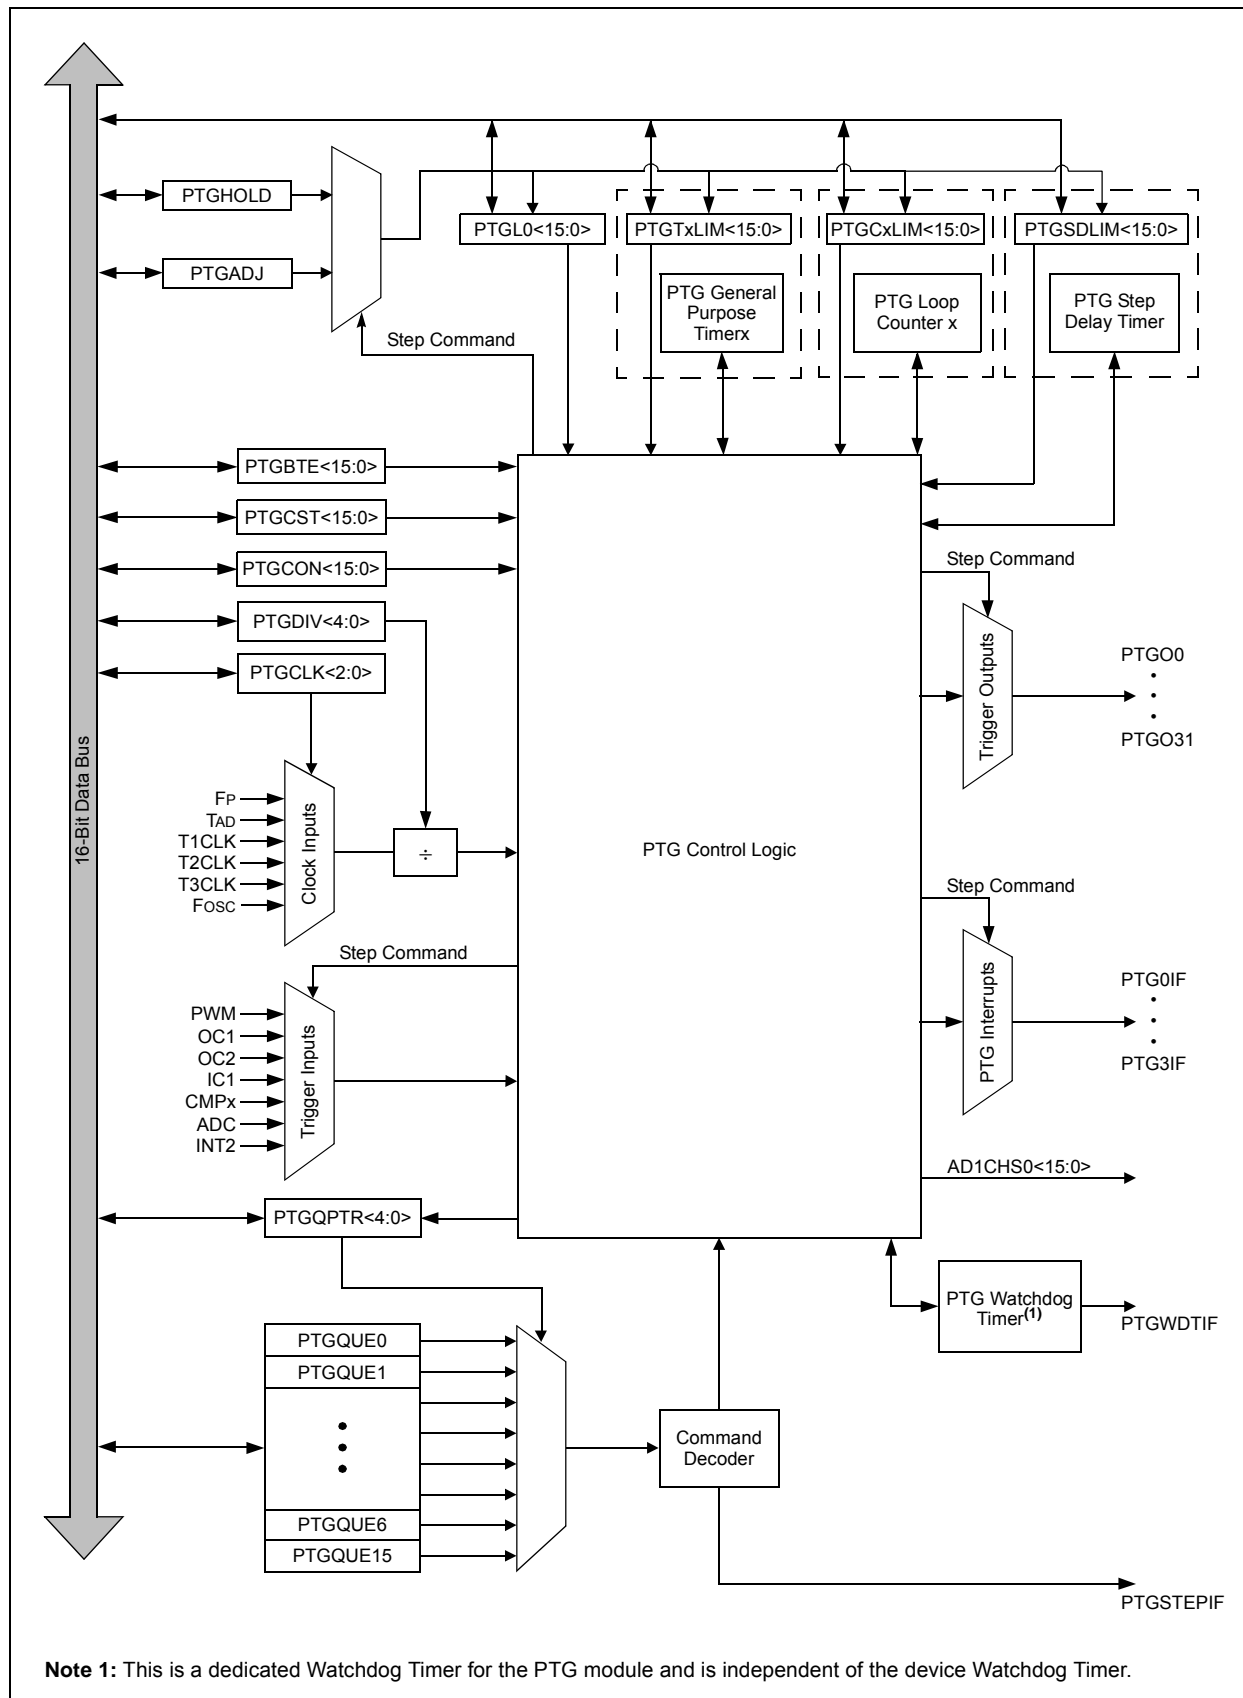 PTGHOLD
PTGADJ
PTGL0<15:0>
PTGTxLIM<15:0>
PTGCxLIM<15:0>
PTGSDLIM<15:0>
PTG General
Purpose
Timerx
PTG Loop
Counter x
PTG Step
Delay Timer
Step Command
PTGBTE<15:0>
PTGCST<15:0>
PTGCON<15:0>
PTGDIV<4:0>
PTGCLK<2:0>
16-Bit Data Bus
FP
TAD
T1CLK
T2CLK
T3CLK
FOSC
Clock Inputs
÷
PTG Control Logic
Step Command
Trigger Outputs
PTGO0
•
•
•
PTGO31
Step Command
PTG Interrupts
PTG0IF
•
•
•
PTG3IF
Step Command
PWM
OC1
OC2
IC1
CMPx
ADC
INT2
Trigger Inputs
AD1CHS0<15:0>
PTGQPTR<4:0>
PTG Watchdog
Timer(1)
PTGWDTIF
PTGQUE0
PTGQUE1
•
•
•
PTGQUE6
PTGQUE15
Command
Decoder
PTGSTEPIF
Note 1: This is a dedicated Watchdog Timer for the PTG module and is independent of the device Watchdog Timer.